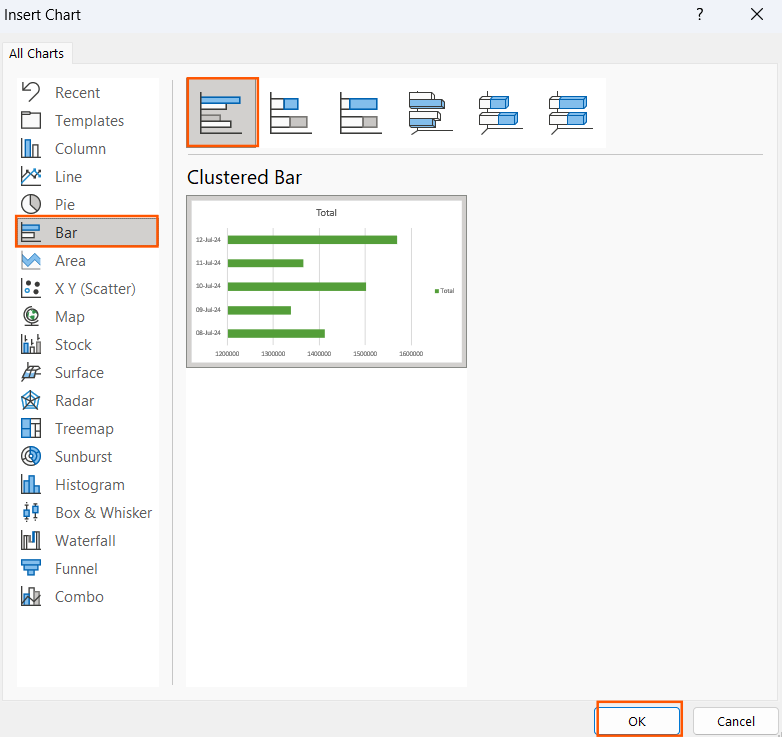 Insert Chart
?
All Charts
Recent
Templates
Column
Line
Pie
Bar
Area
X Y (Scatter)
Map
Stock
Surface
Radar
Treemap
Sunburst
Histogram
Box & Whisker
Waterfall
Funnel
Combo
Clustered Bar
Total
12-Jul-24
11-Jul-24
10-Jul-24
09-Jul-24
08-Jul-24
Total
1200000 1300000 1400000 1500000 1600000
OK Cancel